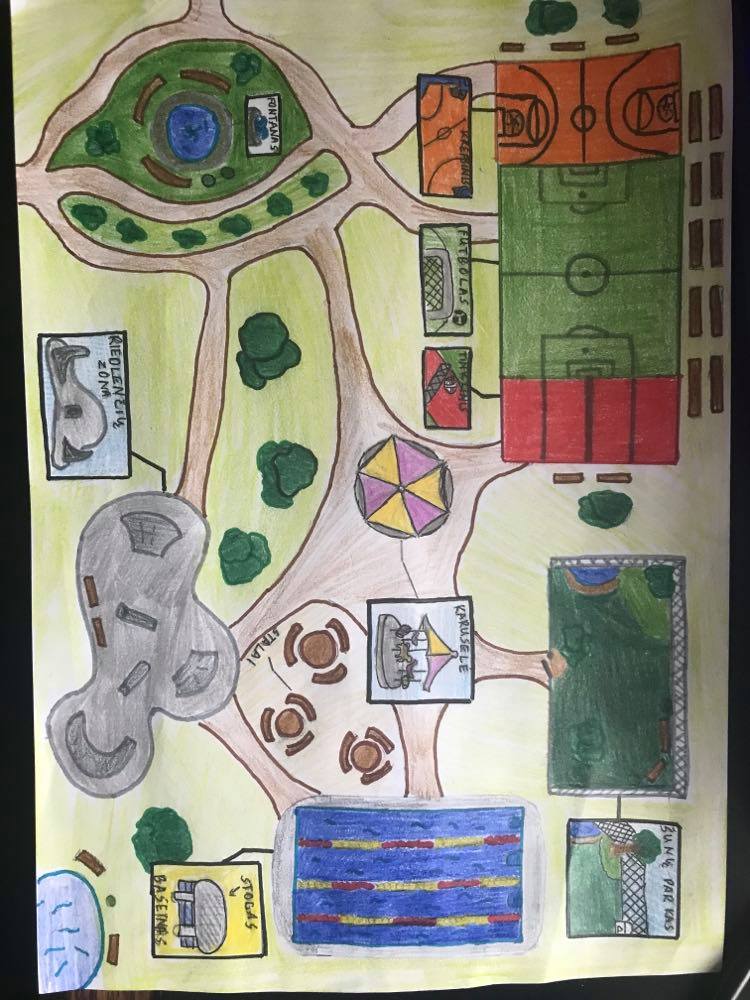 ŠUNŲ PARKAS
KREPŠINIS
FUTBOLAS
TINKLINIS
KARUSELĖ
FONTANAS
STALAI
STOGAS
BASEINAS
RIEDLENČIŲ
ZONA